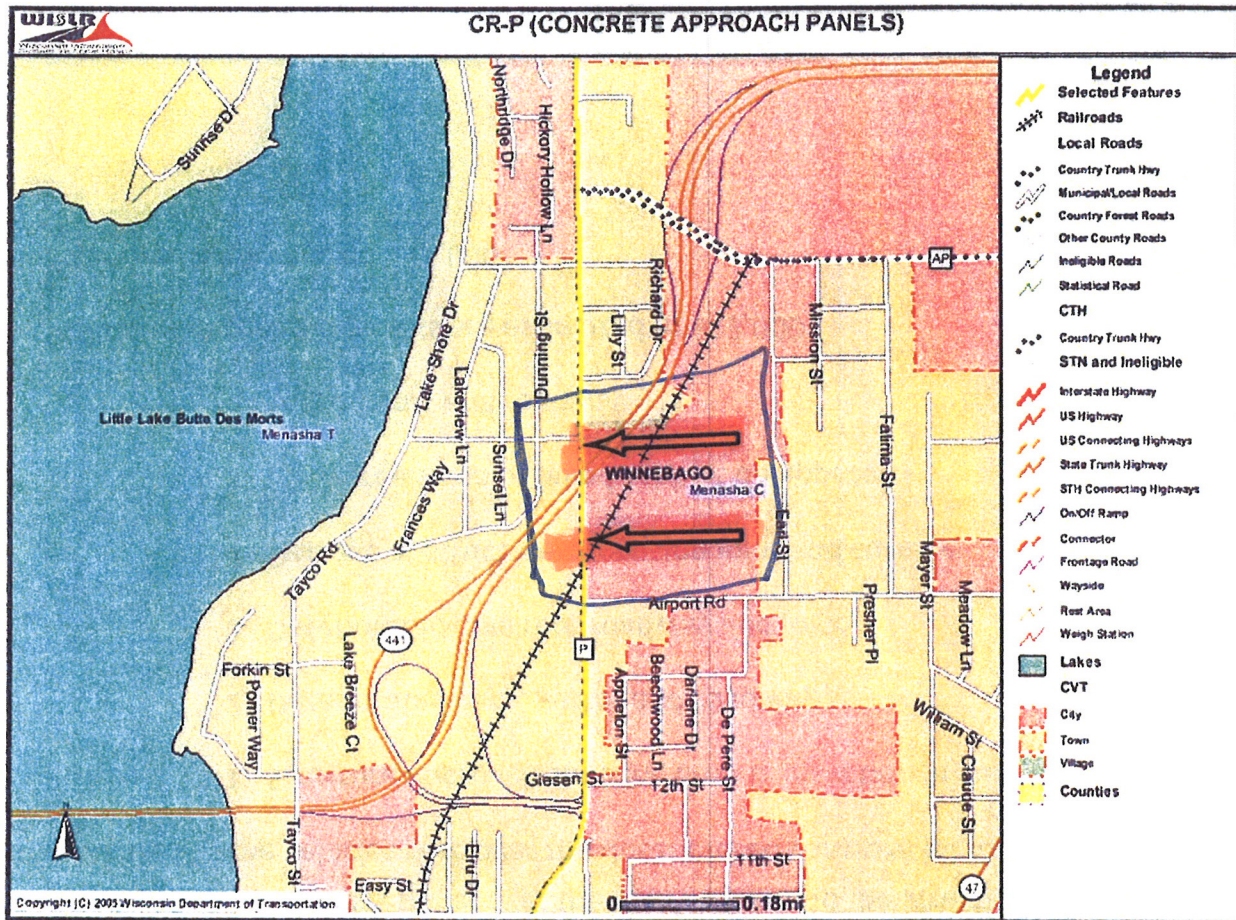 WISLR
CR-P (CONCRETE APPROACH PANELS)
Sunrise Dr
Northridge Dr
Hickory Hollow Ln
Dunning St
Lake Shore Dr
Lakeview Ln
Sunset Ln
Frances Way
Tayco Rd
Little Lake Butte Des Morts
Menasha T
Richard Dr
Lilly St
Mission St
AP
WINNEBAGO
Menasha C
Earl St
Fatima St
Mayer St
Meadow Ln
Presher Pl
Airport Rd
441
P
Forkin St
Pomer Way
Lake Breeze Ct
Appleton St
Beechwood Ln
Darlene Dr
De Pere St
William St
Claude St
Giesen St
12th St
11th St
Tayco St
Elru Dr
Easy St
47
N
0 0.18mi
Copyright (C) 2005 Wisconsin Department of Transportation
Legend
Selected Features
Railroads
Local Roads
Country Trunk Hwy
Municipal/Local Roads
Country Forest Roads
Other County Roads
Ineligible Roads
Statistical Road
CTH
Country Trunk Hwy
STN and Ineligible
Interstate Highway
US Highway
US Connecting Highways
State Trunk Highway
STH Connecting Highways
On/Off Ramp
Connector
Frontage Road
Wayside
Rest Area
Weigh Station
Lakes
CVT
City
Town
Village
Counties